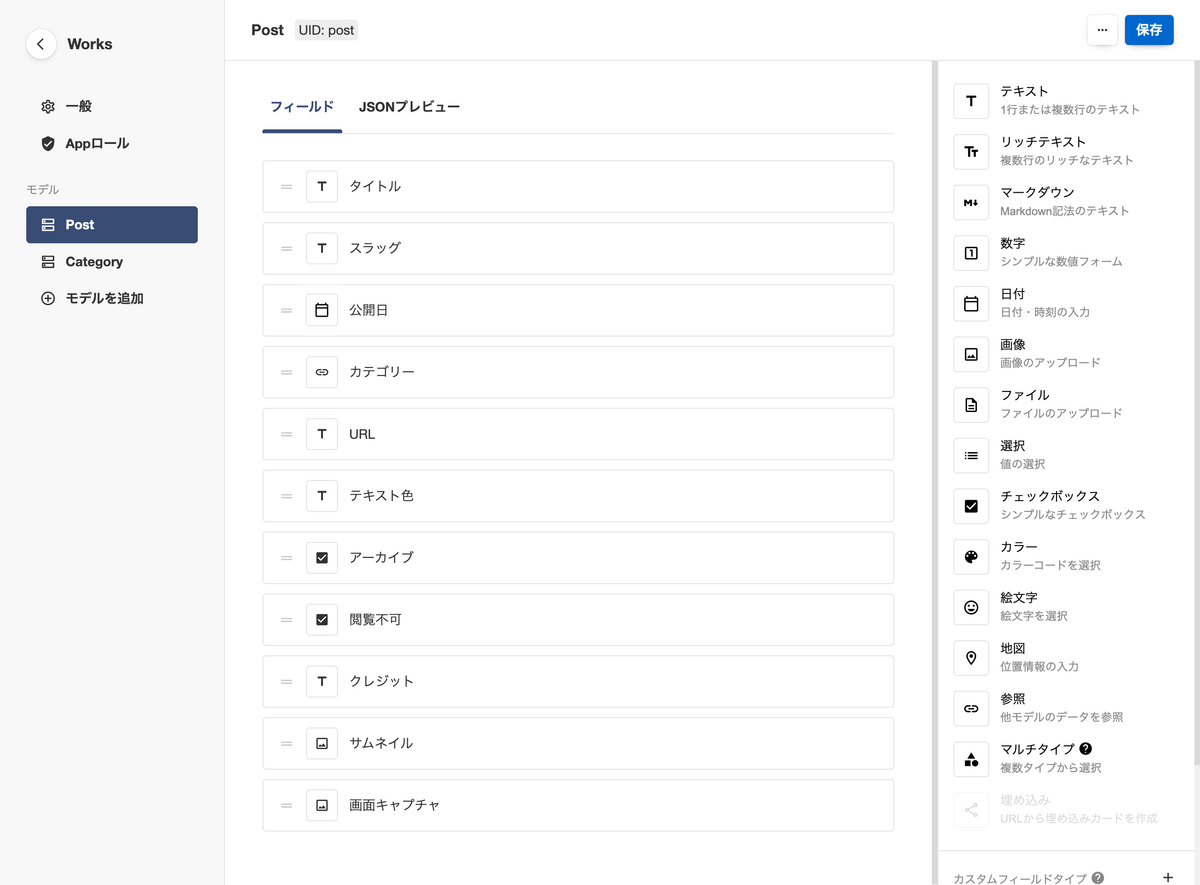 Works
一般
Appロール
モデル
Post
Category
モデルを追加
Post UID: post
保存
フィールド JSONプレビュー
タイトル
スラッグ
公開日
カテゴリー
URL
テキスト色
アーカイブ
閲覧不可
クレジット
サムネイル
画面キャプチャ
テキスト
1行または複数行のテキスト
リッチテキスト
複数行のリッチなテキスト
マークダウン
Markdown記法のテキスト
数字
シンプルな数値フォーム
日付
日付・時刻の入力
画像
画像のアップロード
ファイル
ファイルのアップロード
選択
値の選択
チェックボックス
シンプルなチェックボックス
カラー
カラーコードを選択
絵文字
絵文字を選択
地図
位置情報の入力
参照
他モデルのデータを参照
マルチタイプ
複数タイプから選択
埋め込み
URLから埋め込みカードを作成
カスタムフィールドタイプ